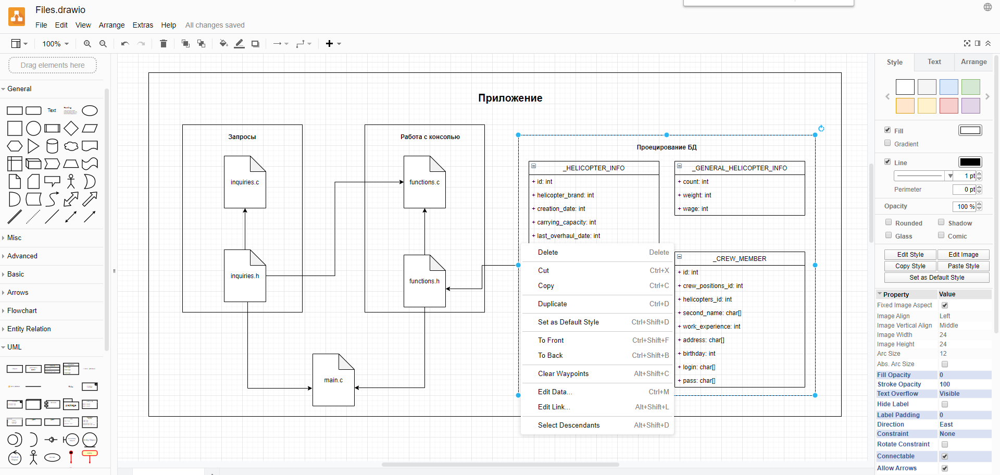 Files.drawio
File Edit View Arrange Extras Help All changes saved
100%
Drag elements here
General
Text
Heading
Misc
Advanced
Basic
Arrows
Flowchart
Entity Relation
UML
Title
package
Приложение
Запросы
inquiries.c
inquiries.h
Работа с консолью
functions.c
functions.h
main.c
Проецирование БД
_HELICOPTER_INFO
+ id: int
+ helicopter_brand: int
+ creation_date: int
+ carrying_capacity: int
+ last_overhaul_date: int
_GENERAL_HELICOPTER_INFO
+ count: int
+ weight: int
+ wage: int
_CREW_MEMBER
+ id: int
+ crew_positions_id: int
+ helicopters_id: int
+ second_name: char[]
+ work_experience: int
+ address: char[]
+ birthday: int
+ login: char[]
+ pass: char[]
Delete Delete
Cut Ctrl+X
Copy Ctrl+C
Duplicate Ctrl+D
Set as Default Style Ctrl+Shift+D
To Front Ctrl+Shift+F
To Back Ctrl+Shift+B
Clear Waypoints Alt+Shift+C
Edit Data... Ctrl+M
Edit Link... Alt+Shift+L
Select Descendants Alt+Shift+D
Style Text Arrange
Fill
Gradient
Line
1 pt
Perimeter 0 pt
Opacity 100 %
Rounded Shadow
Glass Comic
Edit Style Edit Image
Copy Style Paste Style
Set as Default Style
Property Value
Fixed Image Aspect
Image Align Left
Image Vertical Align Middle
Image Width 24
Image Height 24
Arc Size 12
Abs. Arc Size
Fill Opacity 0
Stroke Opacity 100
Text Overflow Visible
Hide Label
Label Padding 0
Direction East
Constraint None
Rotate Constraint
Connectable
Allow Arrows